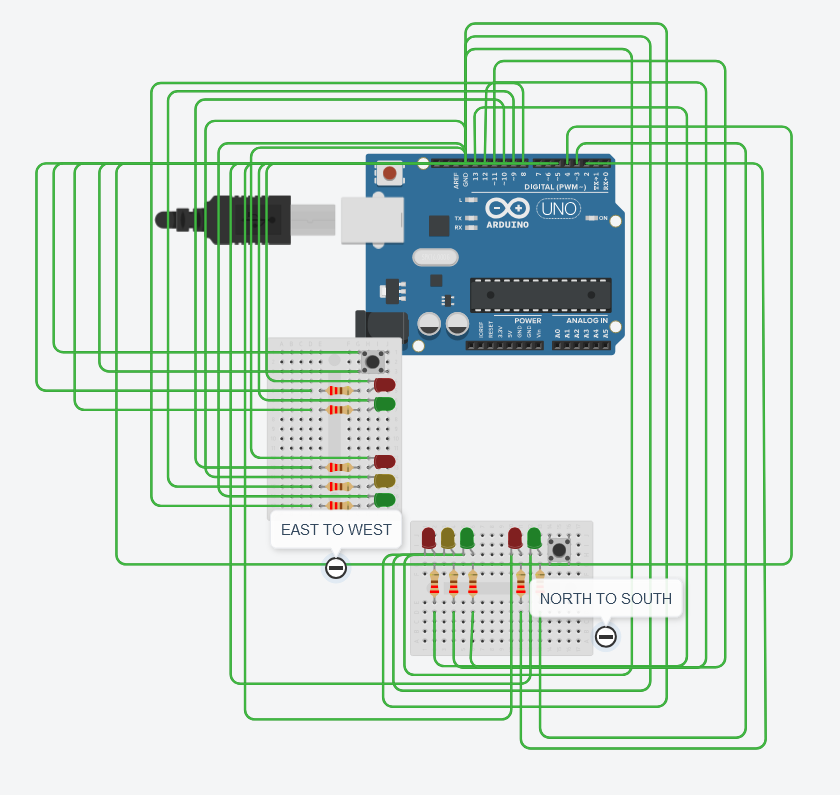 AREF
GND
13
12
~11
~10
~9
8
7
~6
~5
4
~3
2
TX→1
RX←0
DIGITAL (PWM~)
L
TX
RX
UNO
ON
ARDUINO
POWER
ANALOG IN
IOREF
RESET
3.3V
5V
GND
GND
Vin
A0
A1
A2
A3
A4
A5
EAST TO WEST
NORTH TO SOUTH